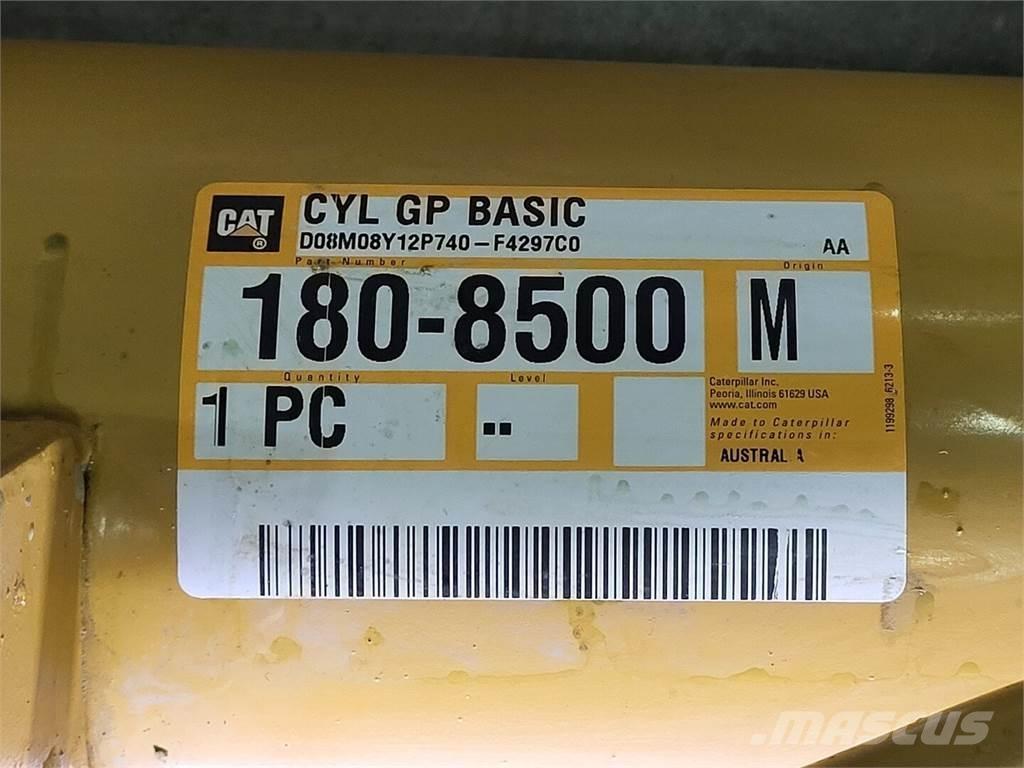 CAT
®
CYL GP BASIC
D08M08Y12P740-F4297C0 AA
Part Number Origin
180-8500 M
Quantity Level
1 PC --
Caterpillar Inc.
Peoria, Illinois 61629 USA
www.cat.com
Made to Caterpillar
specifications in:
AUSTRAL A
1199298_6213-3
MASCUS